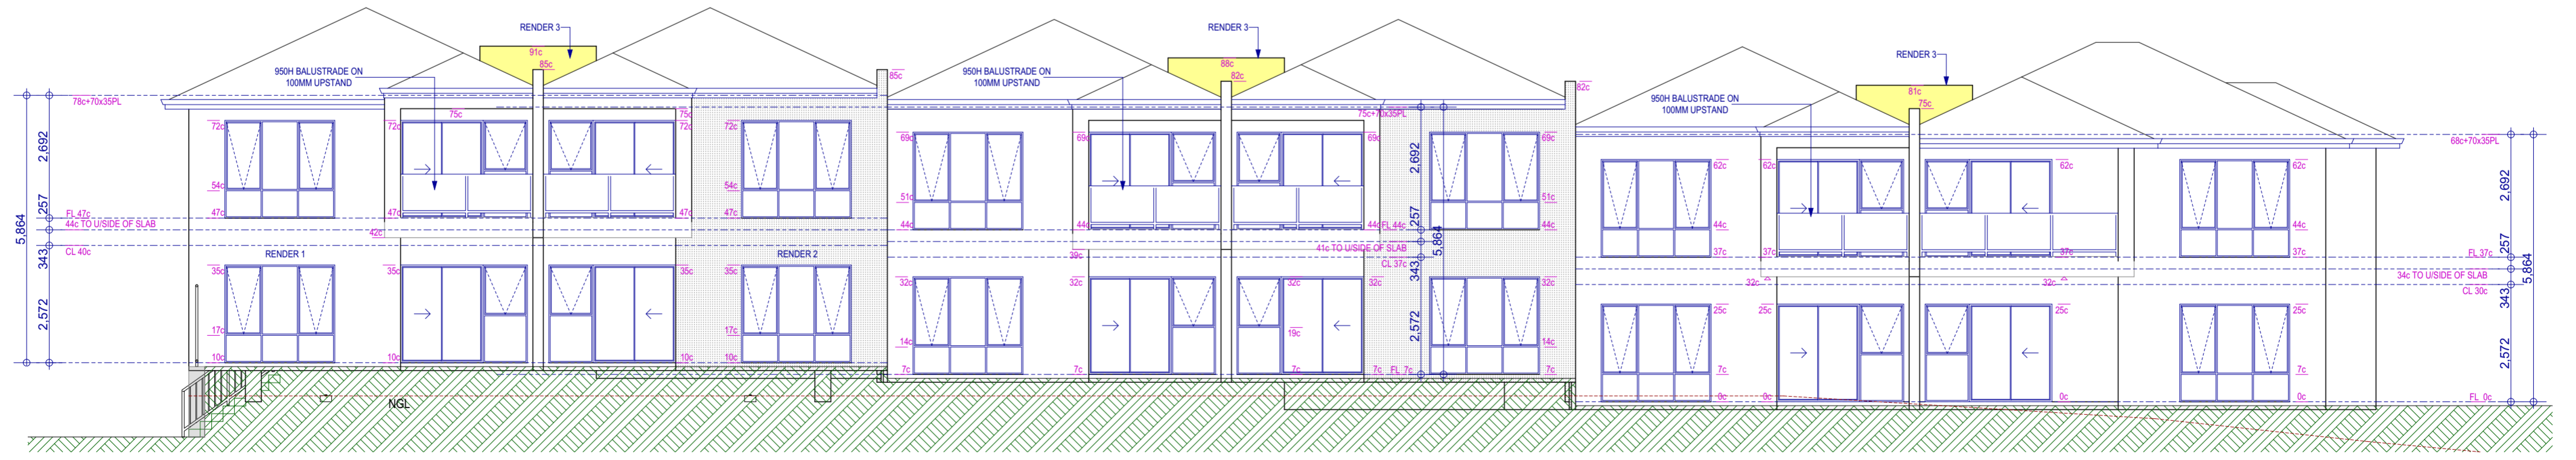 RENDER 3
91c
85c
950H BALUSTRADE ON
100MM UPSTAND
85c
78c+70x35PL
75c
75c
72c
72c
72c
72c
2,692
54c
54c
257
47c
47c
47c
47c
FL 47c
44c TO U/SIDE OF SLAB
5,864
42c
343
CL 40c
RENDER 1
RENDER 2
35c
35c
35c
35c
2,572
17c
17c
10c
10c
10c
10c
NGL
RENDER 3
88c
82c
950H BALUSTRADE ON
100MM UPSTAND
82c
75c+70x35PL
69c
69c
69c
69c
2,692
51c
51c
257
44c
44c
44c
44c
FL 44c
5,864
41c TO U/SIDE OF SLAB
39c
CL 37c
343
32c
32c
32c
32c
32c
2,572
19c
14c
14c
7c
7c
7c
7c
7c
FL 7c
RENDER 3
81c
75c
950H BALUSTRADE ON
100MM UPSTAND
68c+70x35PL
62c
62c
62c
62c
2,692
44c
44c
257
37c
37c
37c
37c
FL 37c
5,864
34c TO U/SIDE OF SLAB
32c
32c
CL 30c
343
25c
25c
25c
25c
2,572
7c
7c
0c
0c
0c
0c
FL 0c